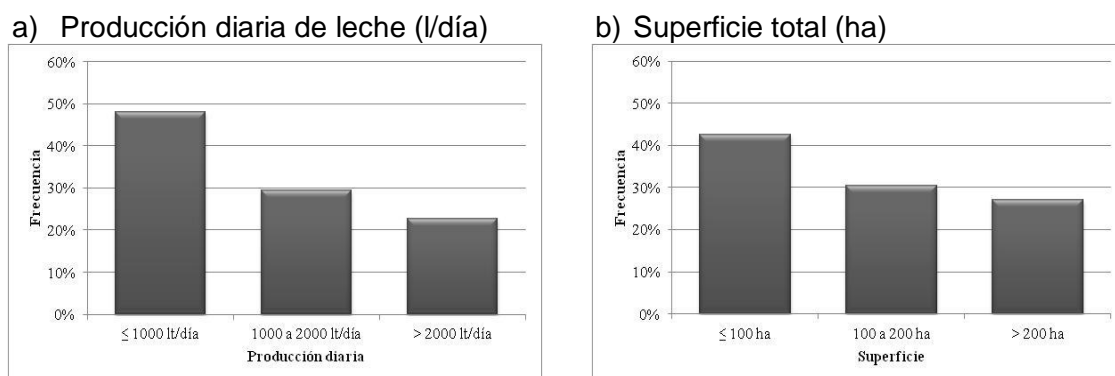 a) Producción diaria de leche (l/día)
60%
50%
40%
30%
20%
10%
0%
Frecuencia
≤ 1000 lt/día
1000 a 2000 lt/día
> 2000 lt/día
Producción diaria
b) Superficie total (ha)
60%
50%
40%
30%
20%
10%
0%
Frecuencia
≤ 100 ha
100 a 200 ha
> 200 ha
Superficie